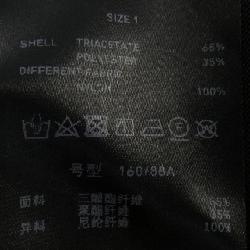 SIZE 1
SHELL TRIACETATE 65%
POLYESTER 35%
DIFFERENT FABRIC
NYLON 100%
号型 160/88A
面料 三醋酯纤维 65%
聚酯纤维 35%
异料 尼龙纤维 100%